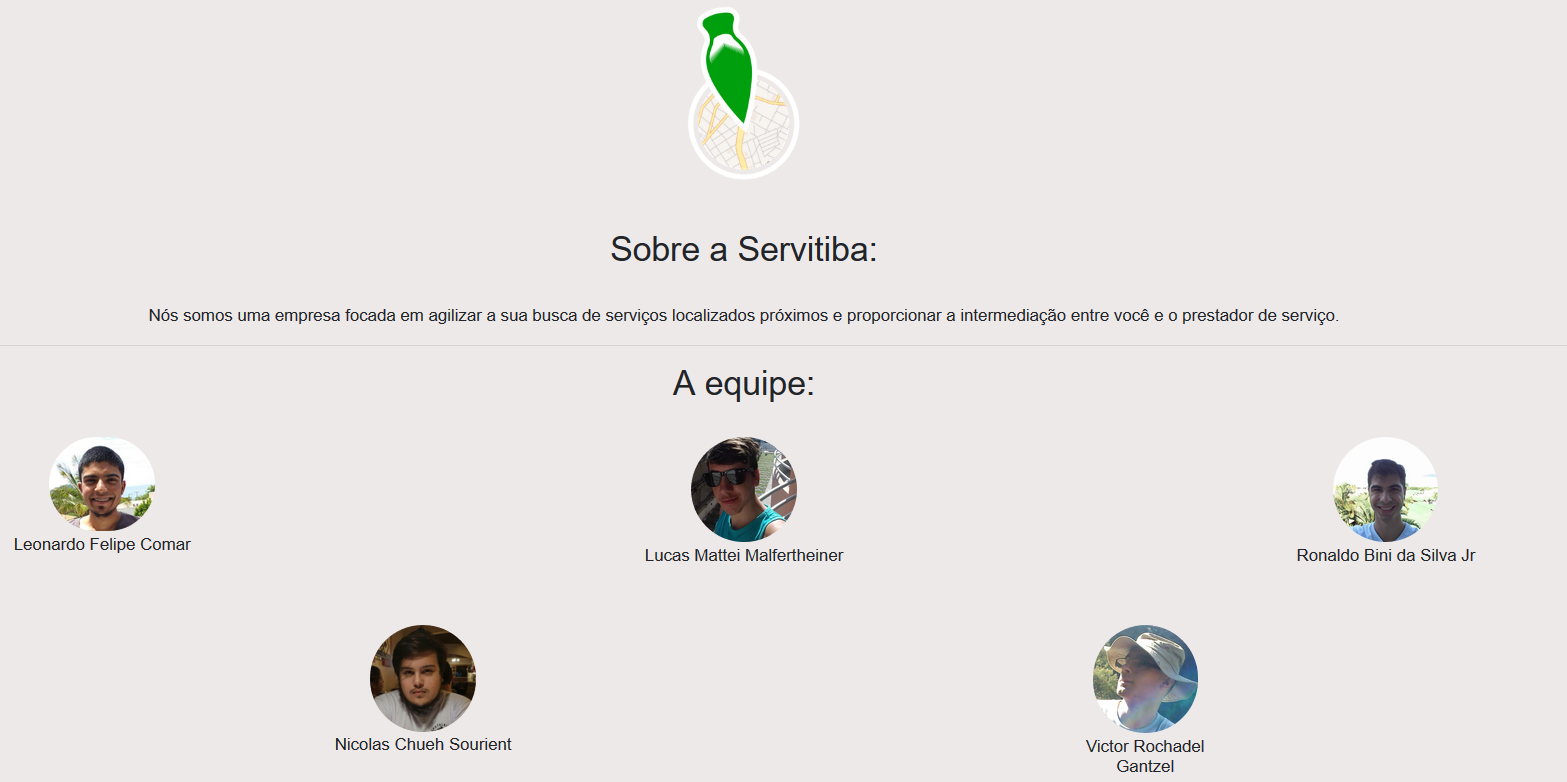 Sobre a Servitiba:
Nós somos uma empresa focada em agilizar a sua busca de serviços localizados próximos e proporcionar a intermediação entre você e o prestador de serviço.
A equipe:
Leonardo Felipe Comar
Lucas Mattei Malfertheiner
Ronaldo Bini da Silva Jr
Nicolas Chueh Sourient
Victor Rochadel
Gantzel